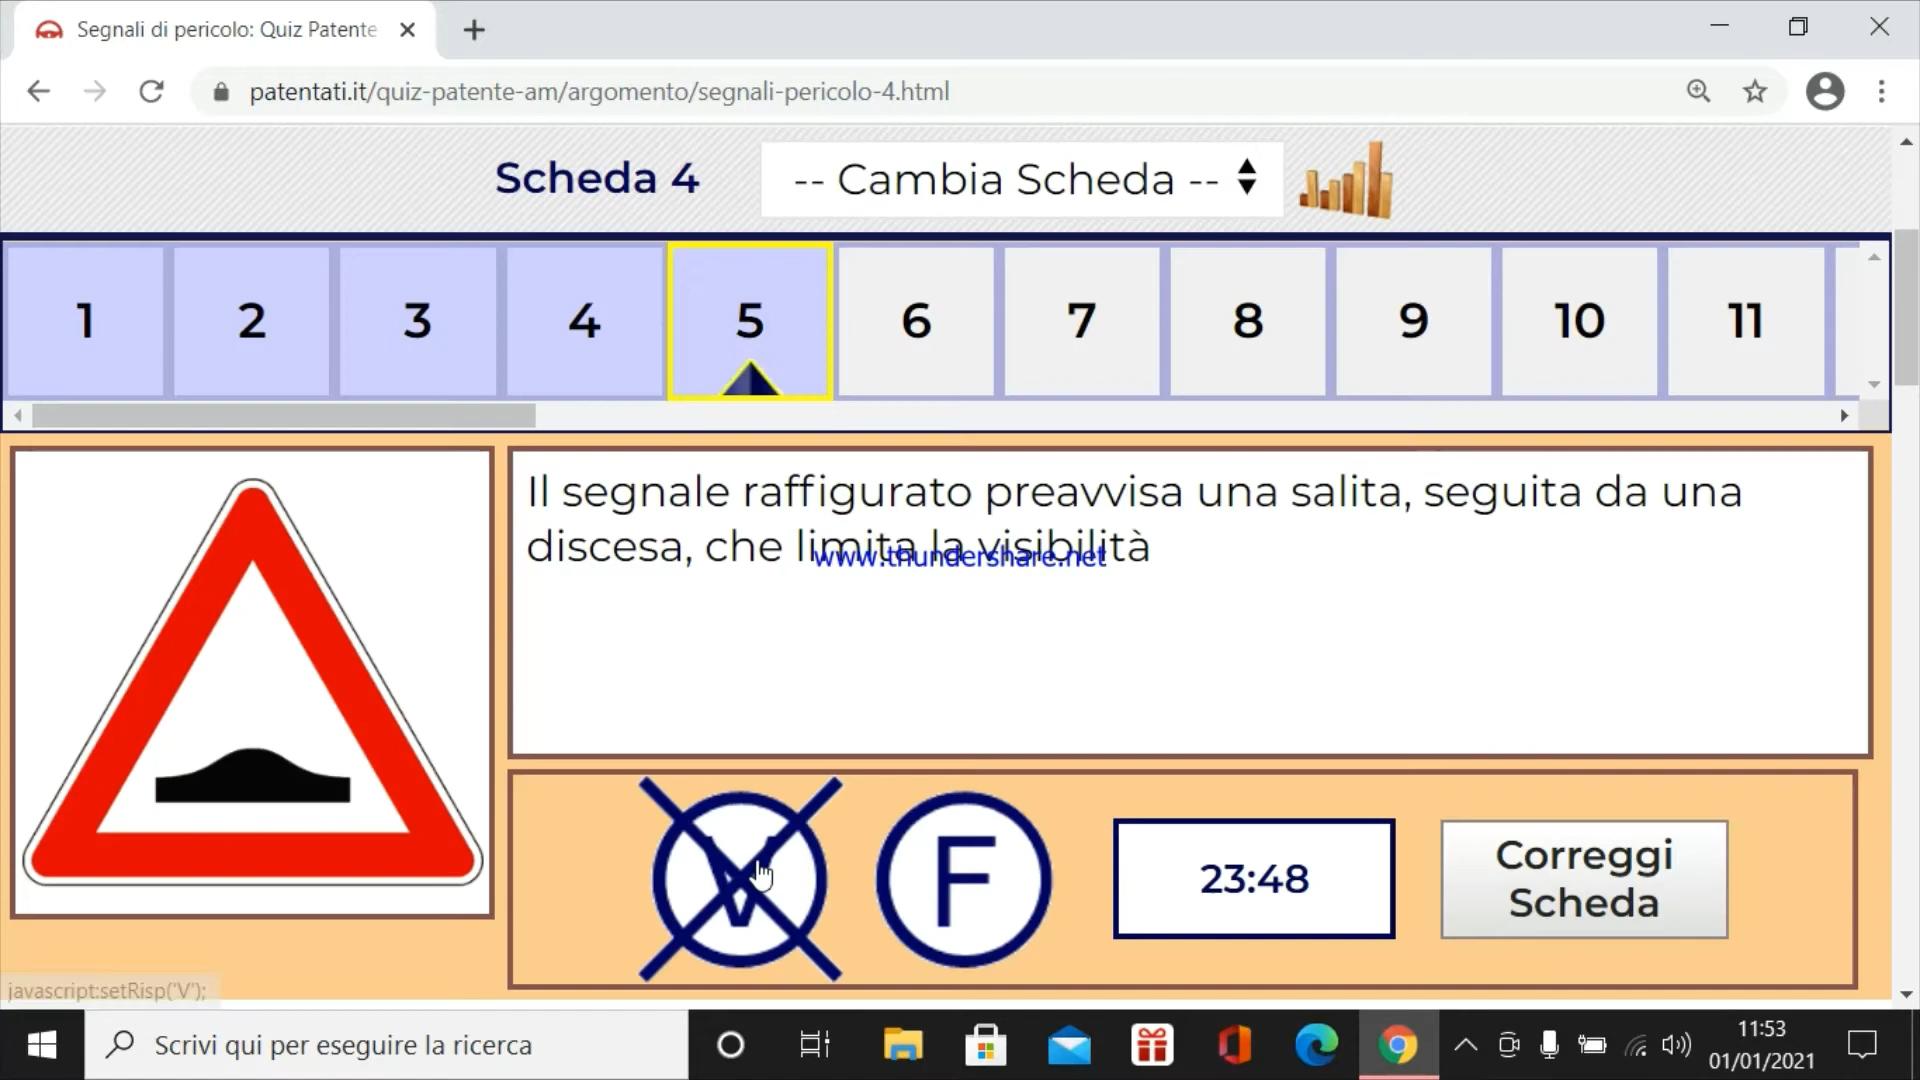 Segnali di pericolo: Quiz Patente
patentati.it/quiz-patente-am/argomento/segnali-pericolo-4.html
Scheda 4
-- Cambia Scheda --
1 2 3 4 5 6 7 8 9 10 11
Il segnale raffigurato preavvisa una salita, seguita da una
discesa, che limita la visibilità
www.thundershare.net
V F 23:48 Correggi
Scheda
javascript:setRisp('V');
Scrivi qui per eseguire la ricerca
11:53
01/01/2021